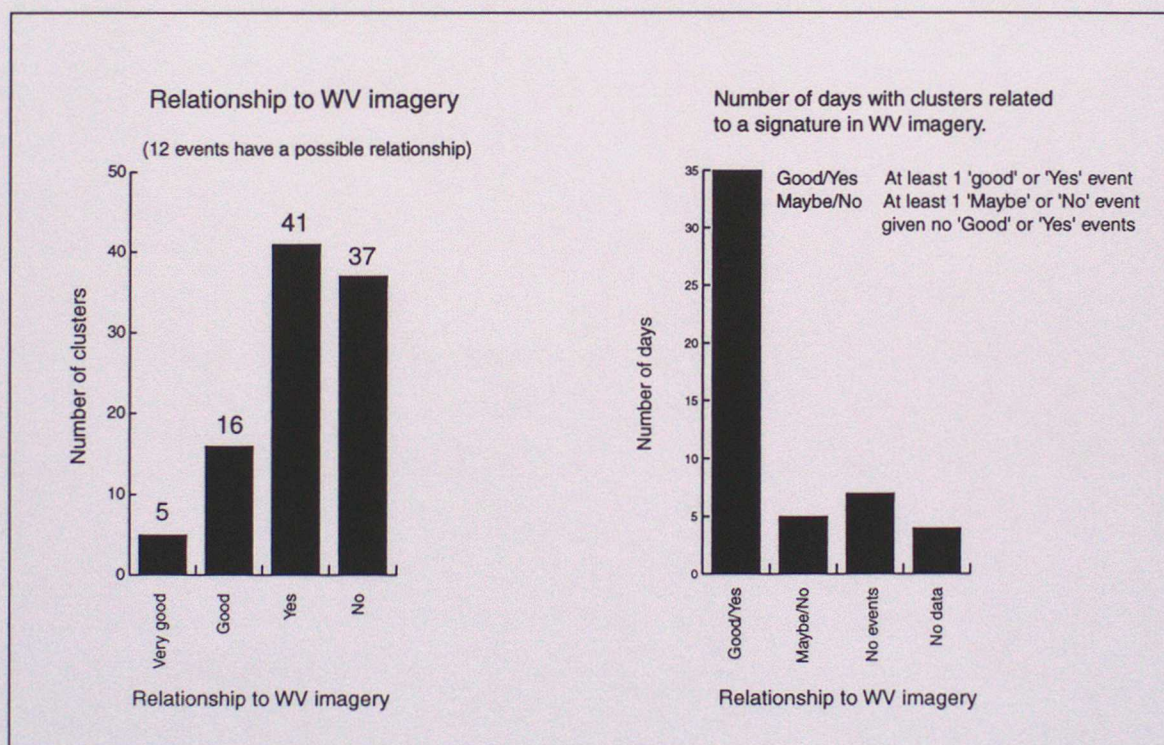 Relationship to WV imagery
(12 events have a possible relationship)
50
40
30
20
10
0
Number of clusters
5
16
41
37
Very good
Good
Yes
No
Relationship to WV imagery
Number of days with clusters related
to a signature in WV imagery.
Good/Yes At least 1 'good' or 'Yes' event
Maybe/No At least 1 'Maybe' or 'No' event
given no 'Good' or 'Yes' events
35
30
25
20
15
10
5
0
Number of days
Good/Yes
Maybe/No
No events
No data
Relationship to WV imagery